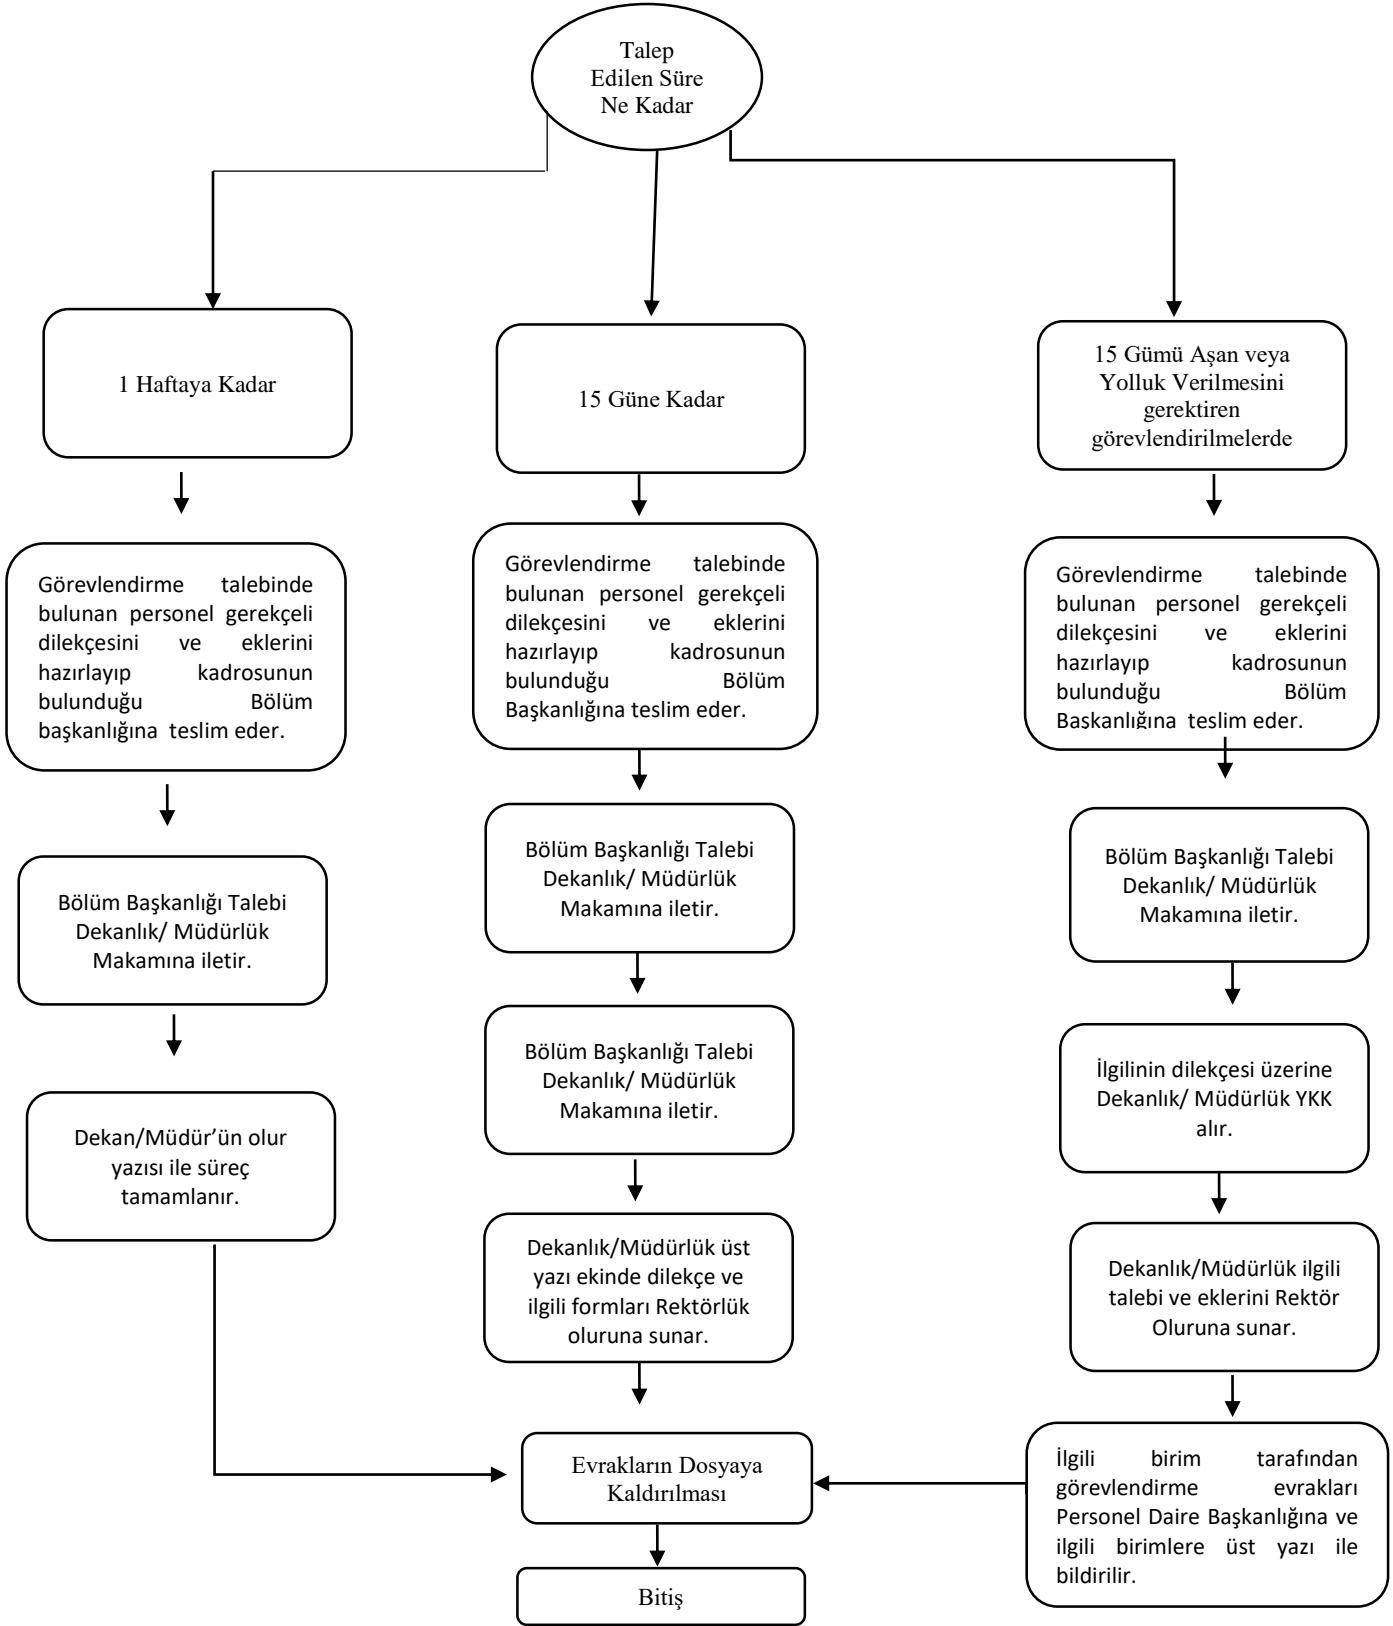 Talep
Edilen Süre
Ne Kadar
1 Haftaya Kadar
15 Güne Kadar
15 Gümü Aşan veya
Yolluk Verilmesini
gerektiren
görevlendirilmelerde
Görevlendirme talebinde
bulunan personel gerekçeli
dilekçesini ve eklerini
hazırlayıp kadrosunun
bulunduğu Bölüm
başkanlığına teslim eder.
Görevlendirme talebinde
bulunan personel gerekçeli
dilekçesini ve eklerini
hazırlayıp kadrosunun
bulunduğu Bölüm
Başkanlığına teslim eder.
Görevlendirme talebinde
bulunan personel gerekçeli
dilekçesini ve eklerini
hazırlayıp kadrosunun
bulunduğu Bölüm
Başkanlığına teslim eder.
Bölüm Başkanlığı Talebi
Dekanlık/ Müdürlük
Makamına iletir.
Bölüm Başkanlığı Talebi
Dekanlık/ Müdürlük
Makamına iletir.
Bölüm Başkanlığı Talebi
Dekanlık/ Müdürlük
Makamına iletir.
Dekan/Müdür’ün olur
yazısı ile süreç
tamamlanır.
Bölüm Başkanlığı Talebi
Dekanlık/ Müdürlük
Makamına iletir.
İlgilinin dilekçesi üzerine
Dekanlık/ Müdürlük YKK
alır.
Dekanlık/Müdürlük üst
yazı ekinde dilekçe ve
ilgili formları Rektörlük
oluruna sunar.
Dekanlık/Müdürlük ilgili
talebi ve eklerini Rektör
Oluruna sunar.
Evrakların Dosyaya
Kaldırılması
İlgili birim tarafından
görevlendirme evrakları
Personel Daire Başkanlığına ve
ilgili birimlere üst yazı ile
bildirilir.
Bitiş